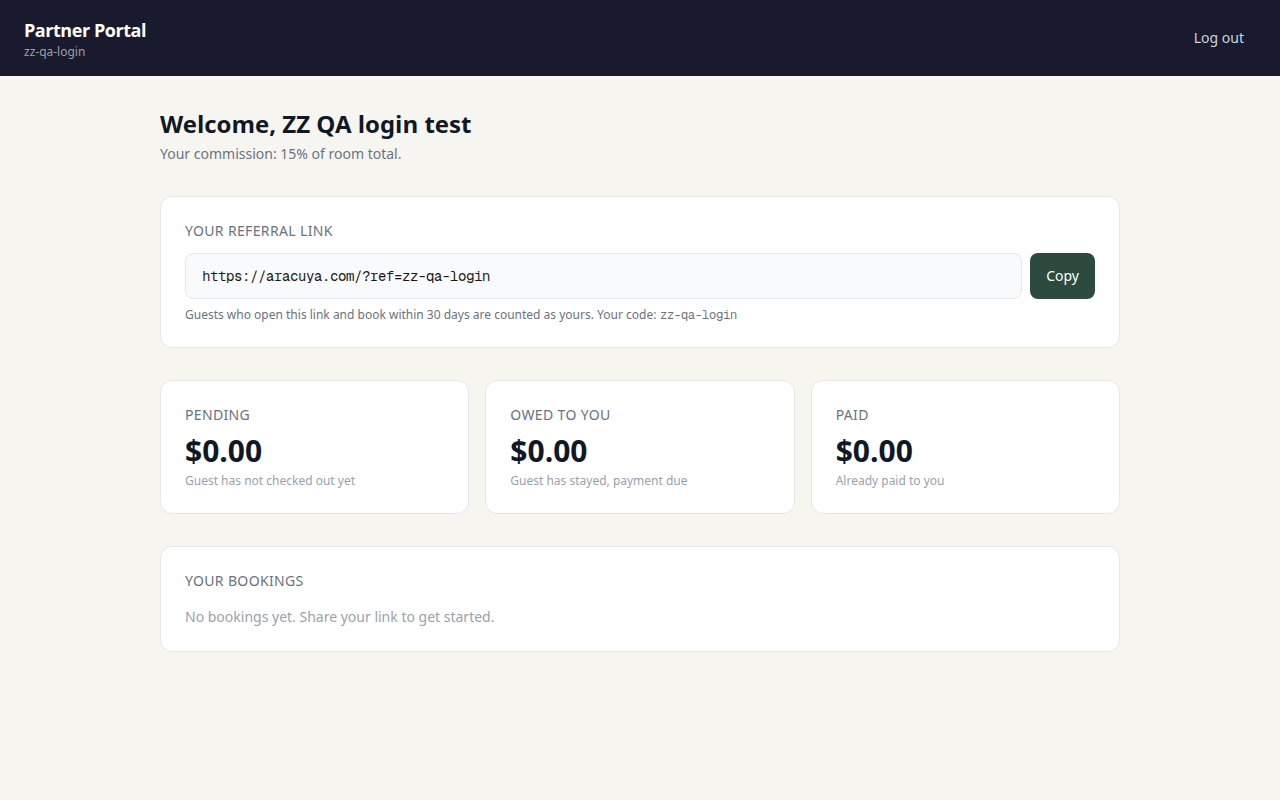 Partner Portal
zz-qa-login
Log out
Welcome, ZZ QA login test
Your commission: 15% of room total.
YOUR REFERRAL LINK
https://aracuya.com/?ref=zz-qa-login
Copy
Guests who open this link and book within 30 days are counted as yours. Your code: zz-qa-login
PENDING
$0.00
Guest has not checked out yet
OWED TO YOU
$0.00
Guest has stayed, payment due
PAID
$0.00
Already paid to you
YOUR BOOKINGS
No bookings yet. Share your link to get started.